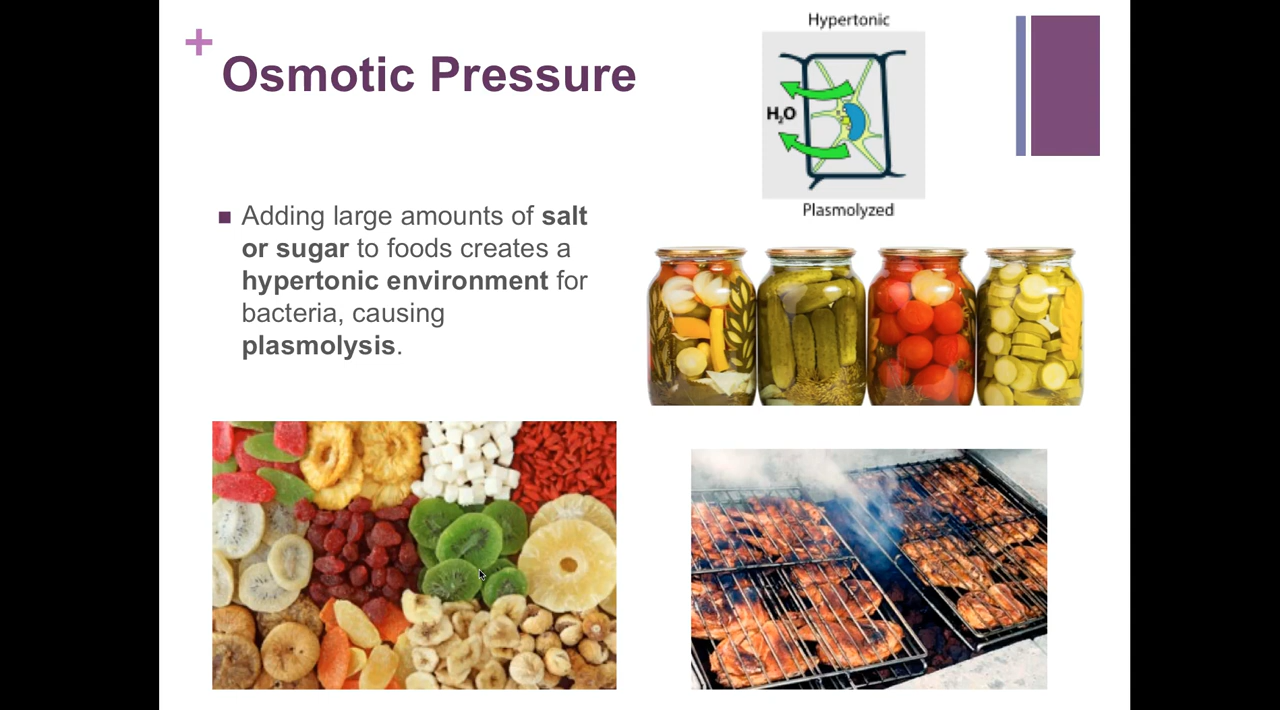 +
Osmotic Pressure
Hypertonic
H₂O
Plasmolyzed
■ Adding large amounts of salt
or sugar to foods creates a
hypertonic environment for
bacteria, causing
plasmolysis.